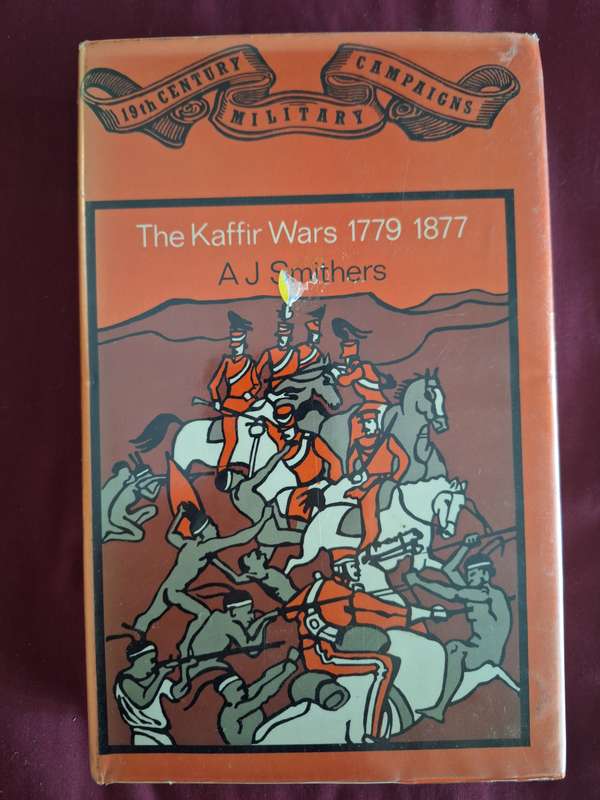 19th CENTURY MILITARY CAMPAIGNS
The Kaffir Wars 1779 1877
A J Smithers